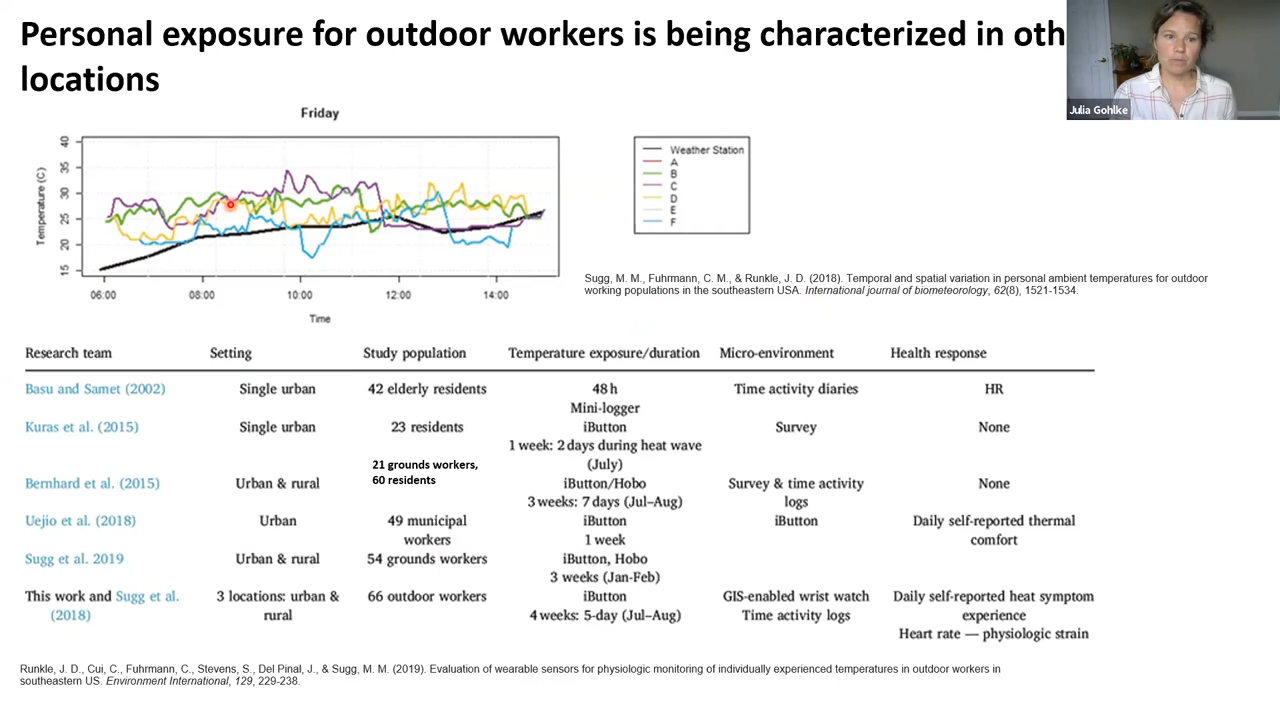 Personal exposure for outdoor workers is being characterized in oth
locations
Julia Gohlke
Friday
Temperature (C)
40
35
30
25
20
15
06:00
08:00
10:00
12:00
14:00
Time
Weather Station
A
B
C
D
E
F
Sugg, M. M., Fuhrmann, C. M., & Runkle, J. D. (2018). Temporal and spatial variation in personal ambient temperatures for outdoor
working populations in the southeastern USA. International journal of biometeorology, 62(8), 1521-1534.
Research team Setting Study population Temperature exposure/duration Micro-environment Health response
Basu and Samet (2002) Single urban 42 elderly residents 48 h Time activity diaries HR
Mini-logger
Kuras et al. (2015) Single urban 23 residents iButton Survey None
1 week: 2 days during heat wave
(July)
21 grounds workers,
60 residents
Bernhard et al. (2015) Urban & rural iButton/Hobo Survey & time activity None
3 weeks: 7 days (Jul–Aug) logs
Uejio et al. (2018) Urban 49 municipal iButton iButton Daily self-reported thermal
workers 1 week comfort
Sugg et al. 2019 Urban & rural 54 grounds workers iButton, Hobo
3 weeks (Jan-Feb)
This work and Sugg et al. 3 locations: urban & 66 outdoor workers iButton GIS-enabled wrist watch Daily self-reported heat symptom
(2018) rural 4 weeks: 5-day (Jul–Aug) Time activity logs experience
Heart rate — physiologic strain
Runkle, J. D., Cui, C., Fuhrmann, C., Stevens, S., Del Pinal, J., & Sugg, M. M. (2019). Evaluation of wearable sensors for physiologic monitoring of individually experienced temperatures in outdoor workers in
southeastern US. Environment International, 129, 229-238.